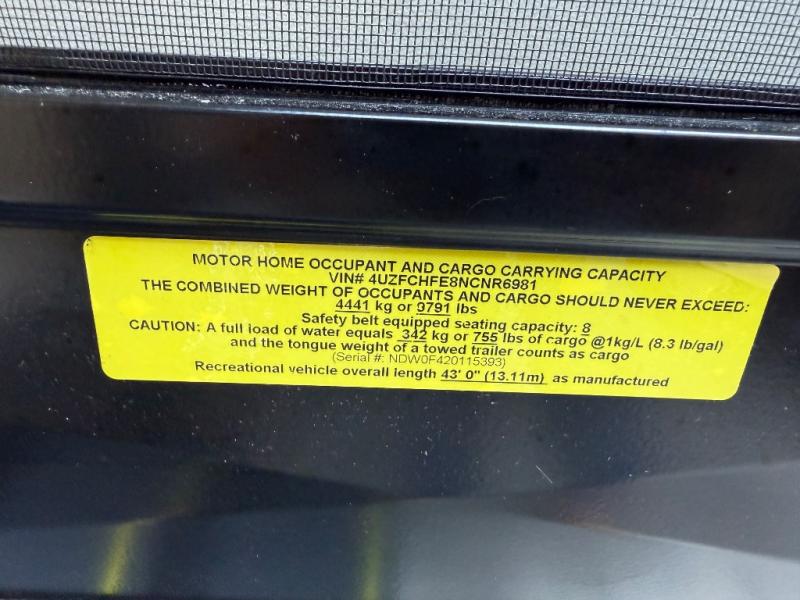 MOTOR HOME OCCUPANT AND CARGO CARRYING CAPACITY
VIN# 4UZFCHFE8NCNR6981
THE COMBINED WEIGHT OF OCCUPANTS AND CARGO SHOULD NEVER EXCEED:
4441 kg or 9791 lbs
Safety belt equipped seating capacity: 8
CAUTION: A full load of water equals 342 kg or 755 lbs of cargo @1kg/L (8.3 lb/gal)
and the tongue weight of a towed trailer counts as cargo
(Serial #: NDW0F420115393)
Recreational vehicle overall length 43' 0" (13.11m) as manufactured